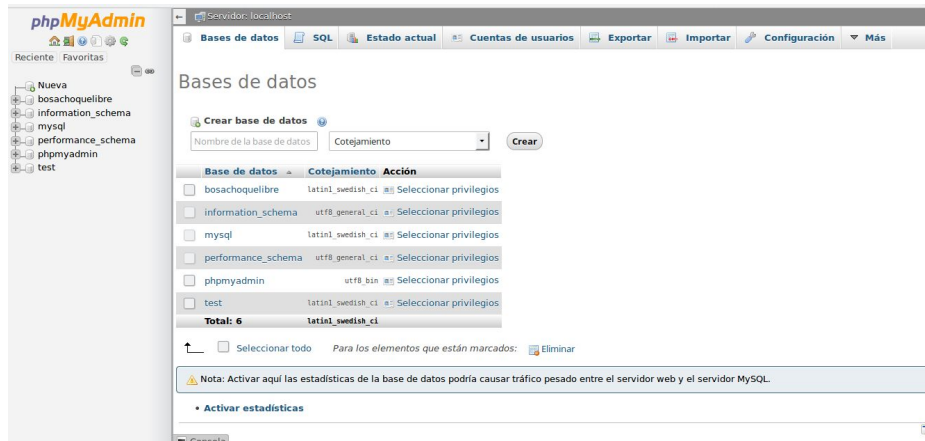 phpMyAdmin
Reciente Favoritas
Nueva
bosachoquelibre
information_schema
mysql
performance_schema
phpmyadmin
test
Servidor: localhost
Bases de datos SQL Estado actual Cuentas de usuarios Exportar Importar Configuración Más
Bases de datos
Crear base de datos
Nombre de la base de datos Cotejamiento Crear
Base de datos Cotejamiento Acción
bosachoquelibre latin1_swedish_ci Seleccionar privilegios
information_schema utf8_general_ci Seleccionar privilegios
mysql latin1_swedish_ci Seleccionar privilegios
performance_schema utf8_general_ci Seleccionar privilegios
phpmyadmin utf8_bin Seleccionar privilegios
test latin1_swedish_ci Seleccionar privilegios
Total: 6 latin1_swedish_ci
Seleccionar todo Para los elementos que están marcados: Eliminar
Nota: Activar aquí las estadísticas de la base de datos podría causar tráfico pesado entre el servidor web y el servidor MySQL.
• Activar estadísticas
Consola